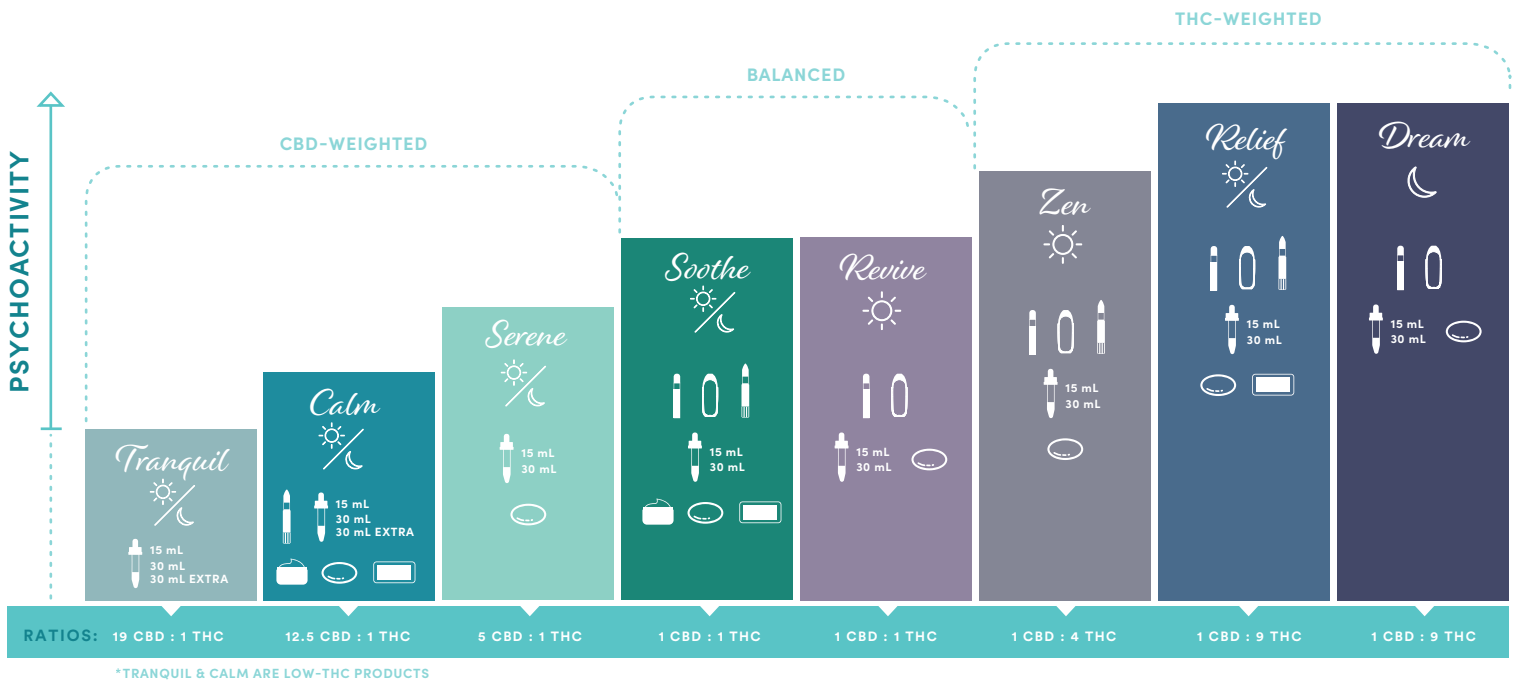 THC-WEIGHTED
BALANCED
CBD-WEIGHTED
PSYCHOACTIVITY
Tranquil
15 mL
30 mL
30 mL EXTRA
Calm
15 mL
30 mL
30 mL EXTRA
Serene
15 mL
30 mL
Soothe
15 mL
30 mL
Revive
15 mL
30 mL
Zen
15 mL
30 mL
Relief
15 mL
30 mL
Dream
15 mL
30 mL
RATIOS: 19 CBD : 1 THC 12.5 CBD : 1 THC 5 CBD : 1 THC 1 CBD : 1 THC 1 CBD : 1 THC 1 CBD : 4 THC 1 CBD : 9 THC 1 CBD : 9 THC
*TRANQUIL & CALM ARE LOW-THC PRODUCTS